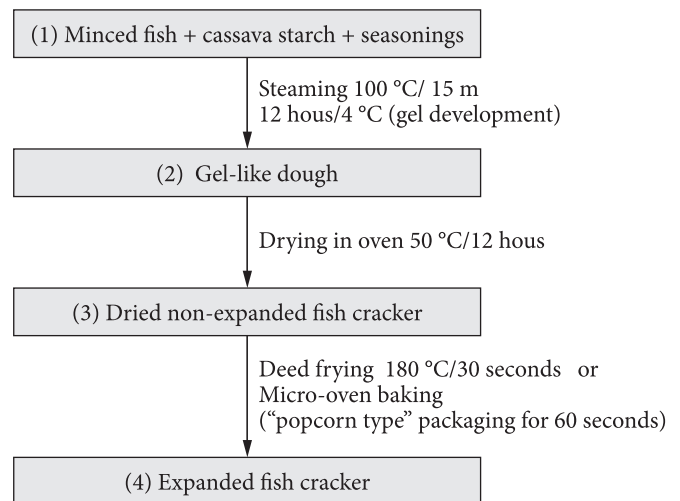 (1) Minced fish + cassava starch + seasonings
Steaming 100 °C/ 15 m
12 hous/4 °C (gel development)
(2) Gel-like dough
Drying in oven 50 °C/12 hous
(3) Dried non-expanded fish cracker
Deed frying 180 °C/30 seconds or
Micro-oven baking
(“popcorn type” packaging for 60 seconds)
(4) Expanded fish cracker